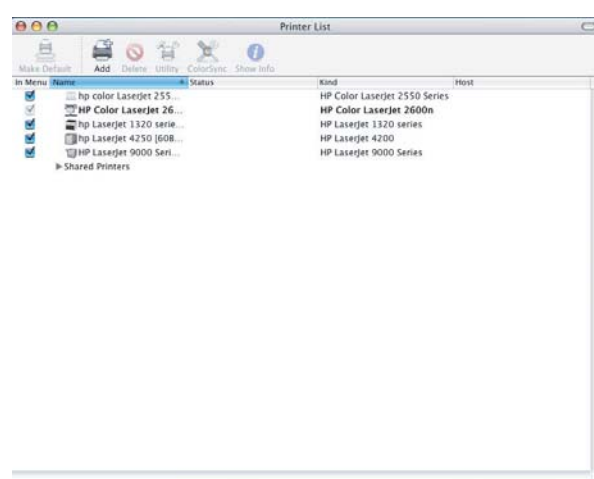 Printer List
Make Default Add Delete Utility ColorSync Show Info
In Menu Name Status Kind Host
hp color LaserJet 255... HP Color LaserJet 2550 Series
HP Color LaserJet 26... HP Color LaserJet 2600n
hp LaserJet 1320 serie... HP LaserJet 1320 series
hp LaserJet 4250 [60B... HP LaserJet 4200
HP LaserJet 9000 Seri... HP LaserJet 9000 Series
Shared Printers